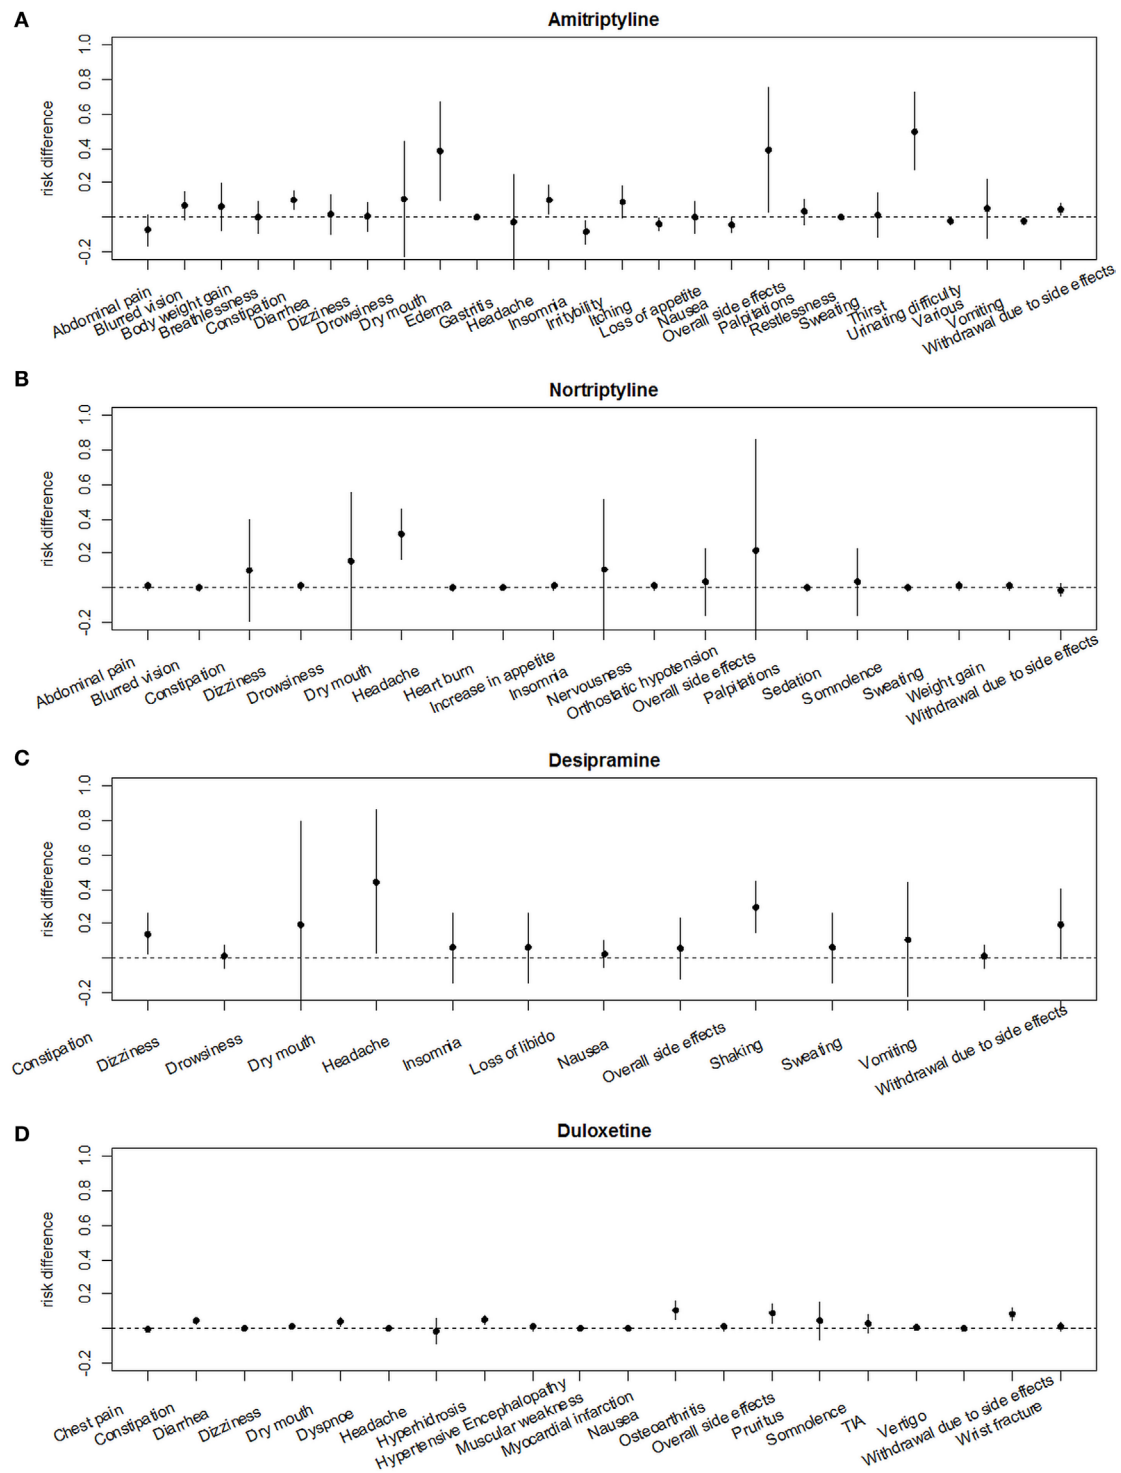 A
Amitriptyline
risk difference
1.0
0.8
0.6
0.4
0.2
-0.2
Abdominal pain
Blurred vision
Body weight gain
Breathlessness
Constipation
Diarrhea
Dizziness
Drowsiness
Dry mouth
Edema
Gastritis
Headache
Insomnia
Iritybility
Itching
Loss of appetite
Nausea
Overall side effects
Palpitations
Restlessness
Sweating
Thirst
Urinating difficulty
Various
Vomiting
Withdrawal due to side effects
B
Nortriptyline
risk difference
1.0
0.8
0.6
0.4
0.2
-0.2
Abdominal pain
Blurred vision
Constipation
Dizziness
Drowsiness
Dry mouth
Headache
Heart burn
Increase in appetite
Insomnia
Nervousness
Orthostatic hypotension
Overall side effects
Palpitations
Sedation
Somnolence
Sweating
Weight gain
Withdrawal due to side effects
C
Desipramine
risk difference
1.0
0.8
0.6
0.4
0.2
-0.2
Constipation
Dizziness
Drowsiness
Dry mouth
Headache
Insomnia
Loss of libido
Nausea
Overall side effects
Shaking
Sweating
Vomiting
Withdrawal due to side effects
D
Duloxetine
risk difference
1.0
0.8
0.6
0.4
0.2
-0.2
Chest pain
Constipation
Diarrhea
Dizziness
Dry mouth
Dyspnoe
Headache
Hyperhidrosis
Hypertensive Encephalopathy
Muscular weakness
Myocardial infarction
Nausea
Osteoarthritis
Overall side effects
Pruritus
Somnolence
TIA
Vertigo
Withdrawal due to side effects
Wrist fracture